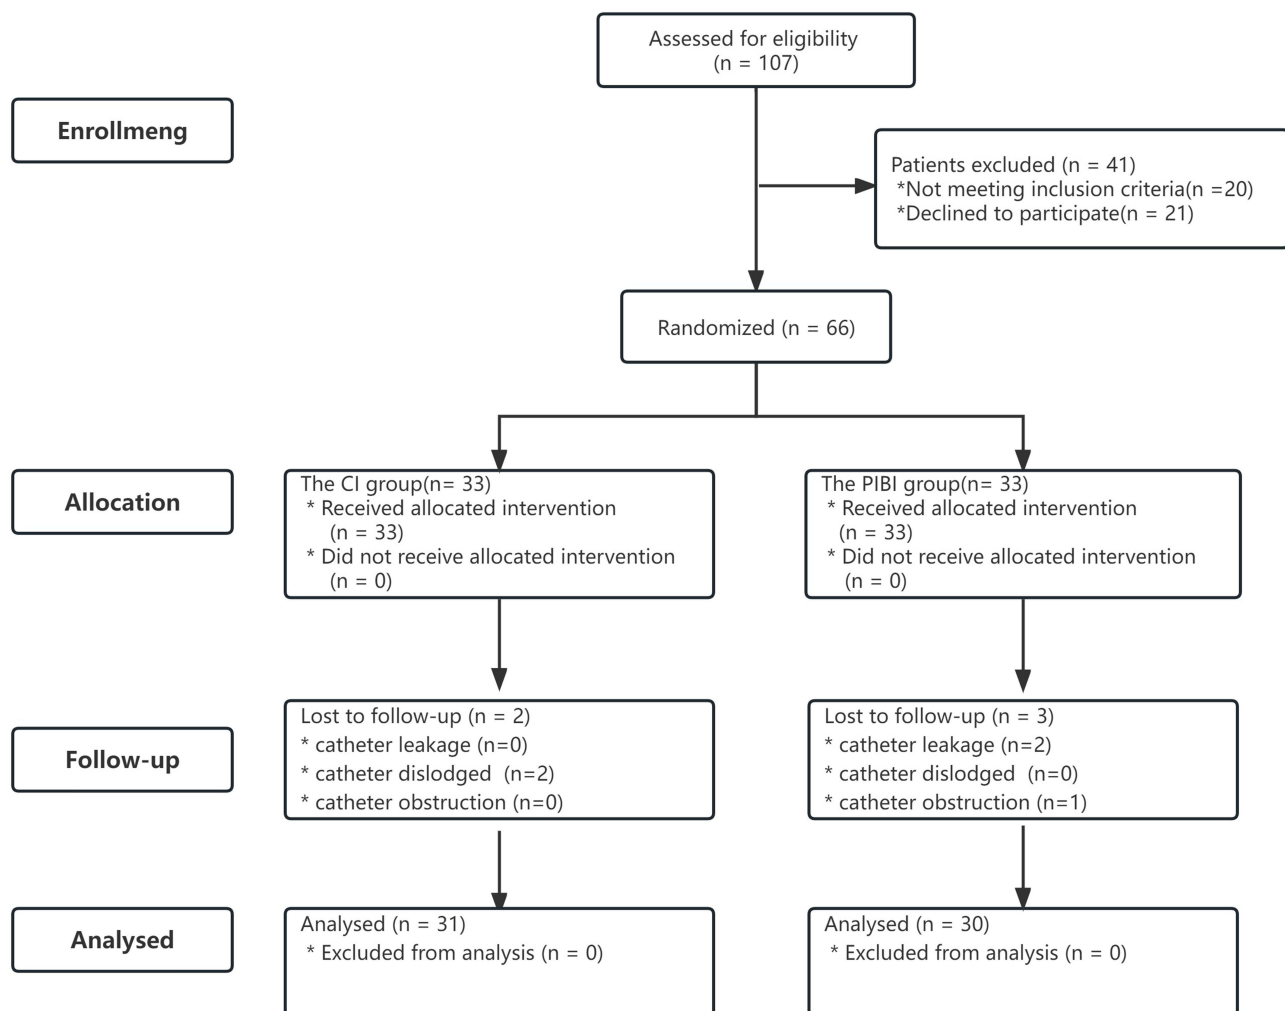 Assessed for eligibility
(n = 107)
Enrollmeng
Patients excluded (n = 41)
*Not meeting inclusion criteria(n =20)
*Declined to participate(n = 21)
Randomized (n = 66)
Allocation
The CI group(n= 33)
* Received allocated intervention
(n = 33)
* Did not receive allocated intervention
(n = 0)
The PIBI group(n= 33)
* Received allocated intervention
(n = 33)
* Did not receive allocated intervention
(n = 0)
Follow-up
Lost to follow-up (n = 2)
* catheter leakage (n=0)
* catheter dislodged  (n=2)
* catheter obstruction (n=0)
Lost to follow-up (n = 3)
* catheter leakage (n=2)
* catheter dislodged  (n=0)
* catheter obstruction (n=1)
Analysed
Analysed (n = 31)
* Excluded from analysis (n = 0)
Analysed (n = 30)
* Excluded from analysis (n = 0)